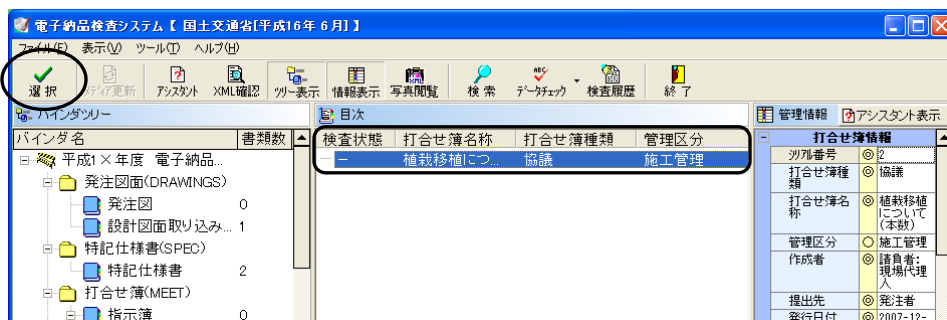 電子納品検査システム【 国土交通省[平成16年 6月] 】
ファイル(F) 表示(V) ツール(T) ヘルプ(H)
選 択 メディア更新 アシスタント XML確認 ツリー表示 情報表示 写真閲覧 検 索 データチェック 検査履歴 終 了
バインダツリー
バインダ名 書類数
平成1×年度 電子納品...
発注図面(DRAWINGS)
発注図 0
設計図面取り込み... 1
特記仕様書(SPEC)
特記仕様書 2
打合せ簿(MEET)
指示簿 0
目次
検査状態 打合せ簿名称 打合せ簿種類 管理区分
− 植栽移植につ... 協議 施工管理
管理情報 アシスタント表示
打合せ簿情報
シリアル番号 ◎ 2
打合せ簿種
類 ◎ 協議
打合せ簿名
称 ◎ 植栽移植
について
(本数)
管理区分 ○ 施工管理
作成者 ◎ 請負者:
現場代理
人
提出先 ◎ 発注者
発行日付 ◎ 2007-12-